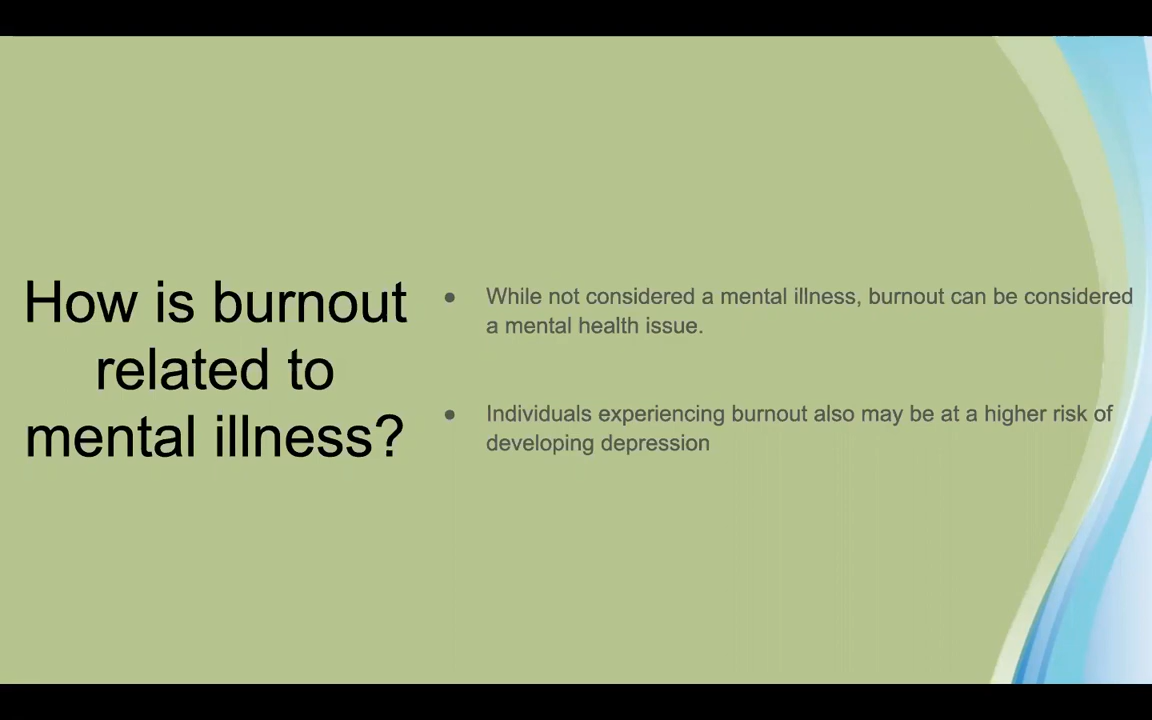 How is burnout
related to
mental illness?
● While not considered a mental illness, burnout can be considered
a mental health issue.
● Individuals experiencing burnout also may be at a higher risk of
developing depression